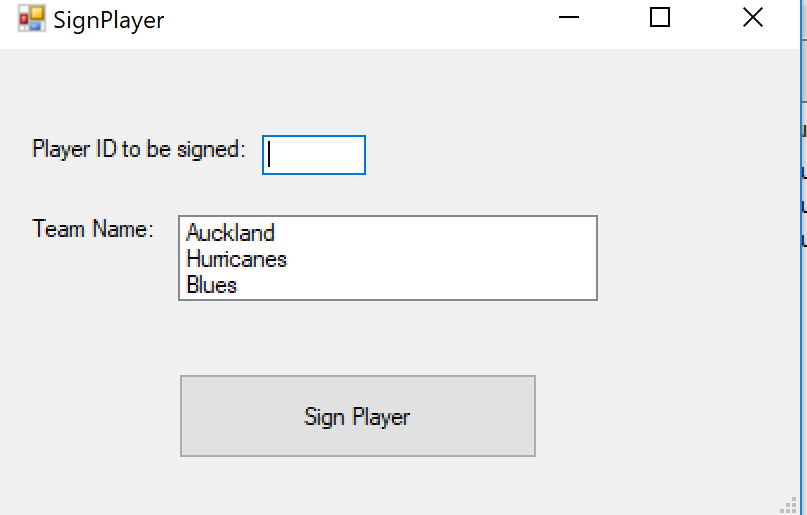 SignPlayer
Player ID to be signed:
Team Name:
Auckland
Hurricanes
Blues
Sign Player